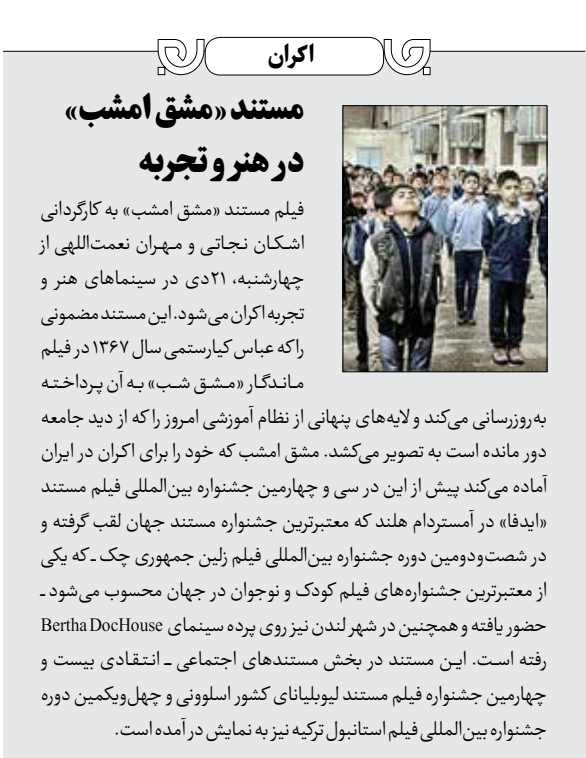 اکران
مستند «مشق امشب»
در هنر و تجربه
فیلم مستند «مشق امشب» به کارگردانی
اشکان نجاتی و مهران نعمت‌اللهی از
چهارشنبه، ۲۱دی در سینماهای هنر و
تجربه اکران می‌شود. این مستند مضمونی
را که عباس کیارستمی سال ۱۳۶۷ در فیلم
ماندگار «مشق شب» به آن پرداخته
به‌روزرسانی می‌کند و لایه‌های پنهانی از نظام آموزشی امروز را که از دید جامعه
دور مانده است به تصویر می‌کشد. مشق امشب که خود را برای اکران در ایران
آماده می‌کند پیش از این در سی و چهارمین جشنواره بین‌المللی فیلم مستند
«ایدفا» در آمستردام هلند که معتبرترین جشنواره مستند جهان لقب گرفته و
در شصت‌ودومین دوره جشنواره بین‌المللی فیلم زلین جمهوری چک ـ که یکی
از معتبرترین جشنواره‌های فیلم کودک و نوجوان در جهان محسوب می‌شود ـ
حضور یافته و همچنین در شهر لندن نیز روی پرده سینمای Bertha DocHouse
رفته است. این مستند در بخش مستندهای اجتماعی ـ انتقادی بیست و
چهارمین جشنواره فیلم مستند لیوبلیانای کشور اسلوونی و چهل‌ویکمین دوره
جشنواره بین‌المللی فیلم استانبول ترکیه نیز به نمایش در آمده است.